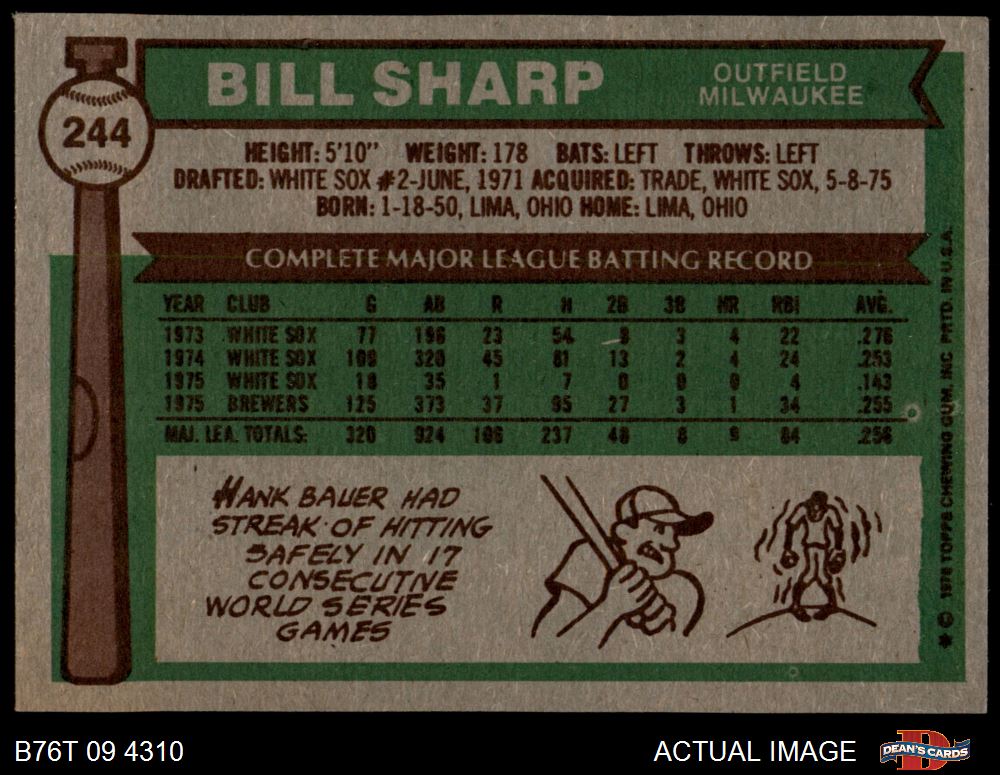 244
BILL SHARP
OUTFIELD
MILWAUKEE
HEIGHT: 5'10" WEIGHT: 178 BATS: LEFT THROWS: LEFT
DRAFTED: WHITE SOX #2-JUNE, 1971 ACQUIRED: TRADE, WHITE SOX, 5-8-75
BORN: 1-18-50, LIMA, OHIO HOME: LIMA, OHIO
COMPLETE MAJOR LEAGUE BATTING RECORD
YEAR CLUB G AB R H 2B 3B HR RBI AVG.
1973 WHITE SOX 77 196 23 54 8 3 4 22 .276
1974 WHITE SOX 100 320 45 81 13 2 4 24 .253
1975 WHITE SOX 18 35 1 7 0 0 0 4 .143
1975 BREWERS 125 373 37 95 27 3 1 34 .255
MAJ. LEA. TOTALS: 320 924 106 237 48 8 9 84 .256
HANK BAUER HAD
STREAK OF HITTING
SAFELY IN 17
CONSECUTIVE
WORLD SERIES
GAMES
* © 1976 TOPPS CHEWING GUM, INC PRTD. IN U.S.A.
B76T 09 4310
ACTUAL IMAGE
D
DEAN'S CARDS